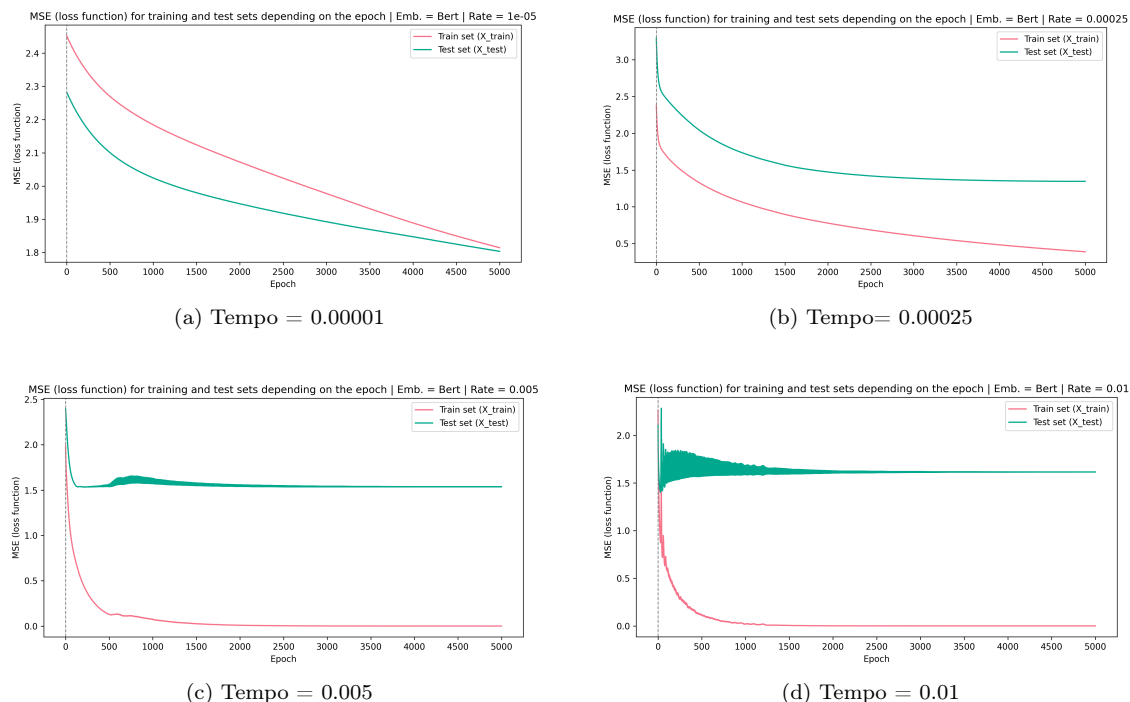 MSE (loss function) for training and test sets depending on the epoch | Emb. = Bert | Rate = 1e-05
Train set (X_train)
Test set (X_test)
MSE (loss function)
2.4
2.3
2.2
2.1
2.0
1.9
1.8
0 500 1000 1500 2000 2500 3000 3500 4000 4500 5000
Epoch
(a) Tempo = 0.00001
MSE (loss function) for training and test sets depending on the epoch | Emb. = Bert | Rate = 0.00025
Train set (X_train)
Test set (X_test)
MSE (loss function)
3.0
2.5
2.0
1.5
1.0
0.5
0 500 1000 1500 2000 2500 3000 3500 4000 4500 5000
Epoch
(b) Tempo= 0.00025
MSE (loss function) for training and test sets depending on the epoch | Emb. = Bert | Rate = 0.005
Train set (X_train)
Test set (X_test)
MSE (loss function)
2.5
2.0
1.5
1.0
0.5
0.0
0 500 1000 1500 2000 2500 3000 3500 4000 4500 5000
Epoch
(c) Tempo = 0.005
MSE (loss function) for training and test sets depending on the epoch | Emb. = Bert | Rate = 0.01
Train set (X_train)
Test set (X_test)
MSE (loss function)
2.0
1.5
1.0
0.5
0.0
0 500 1000 1500 2000 2500 3000 3500 4000 4500 5000
Epoch
(d) Tempo = 0.01